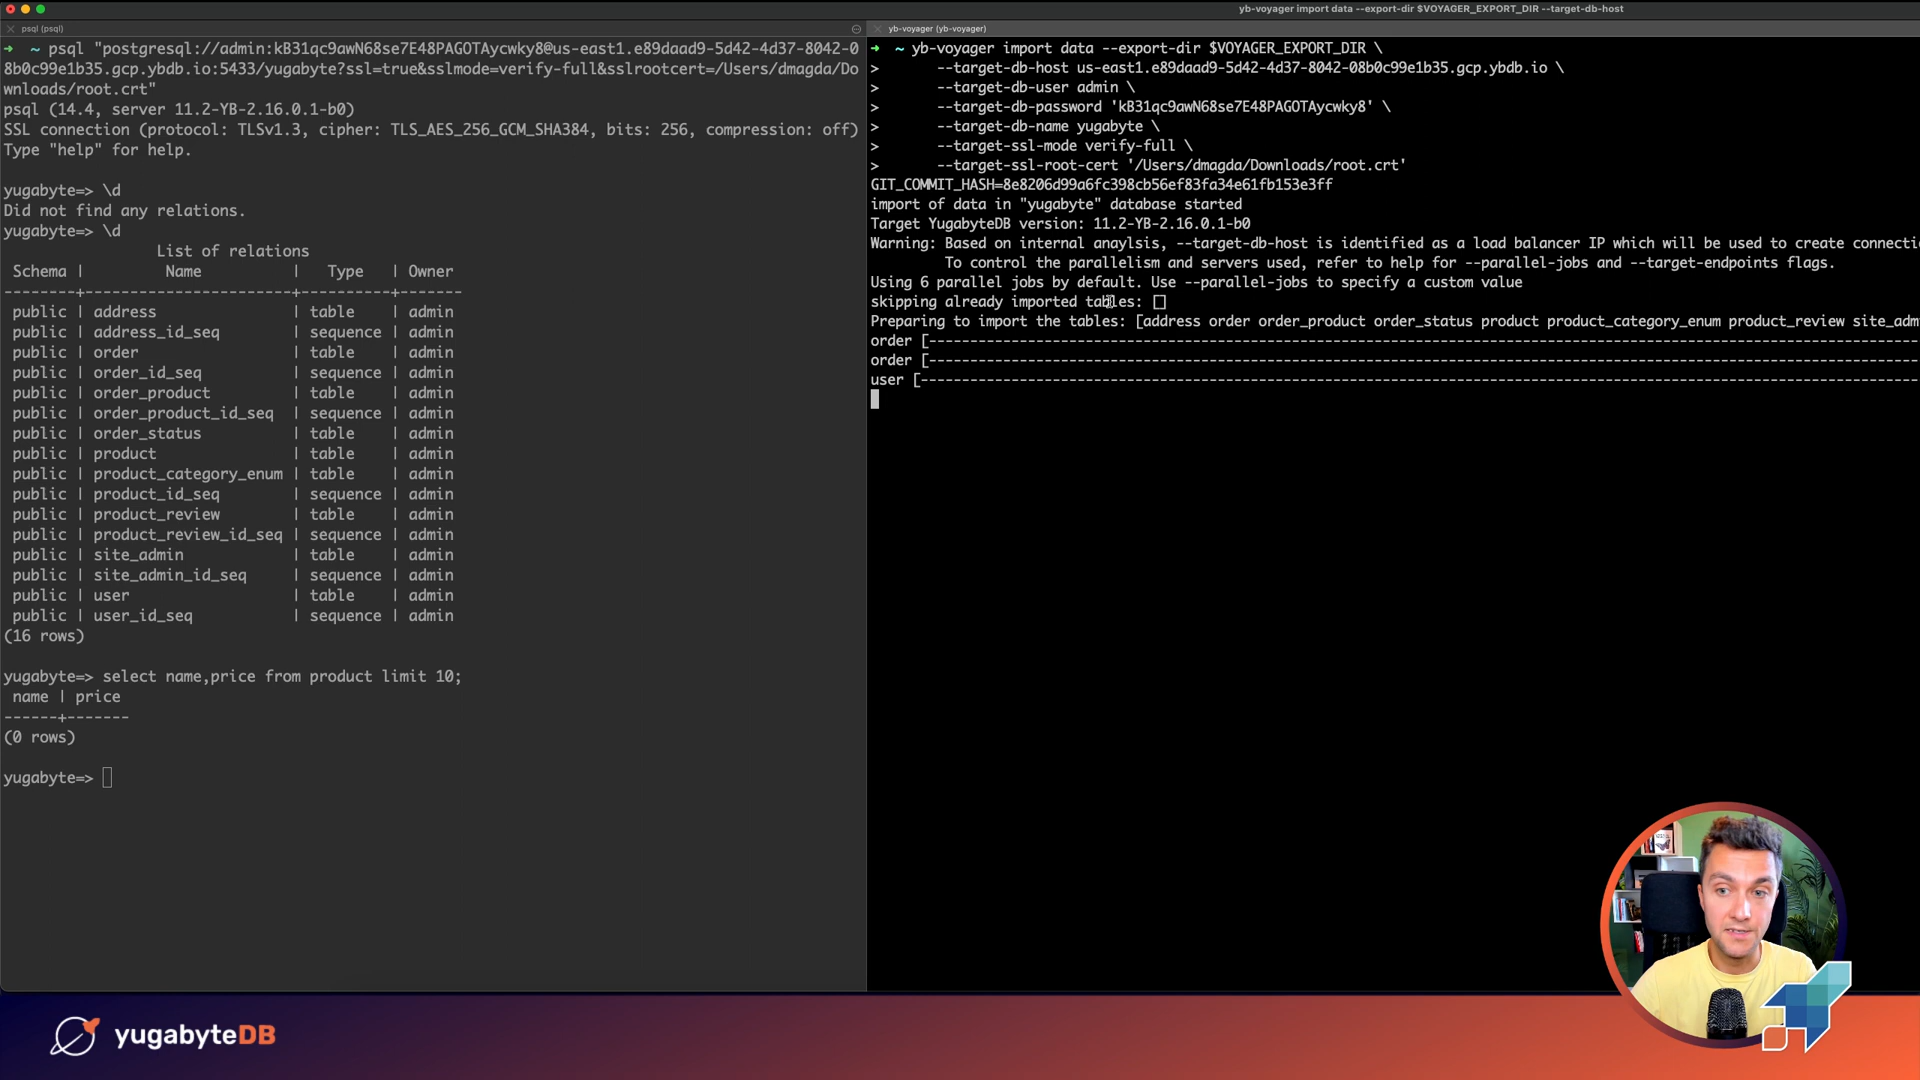 yb-voyager import data --export-dir $VOYAGER_EXPORT_DIR --target-db-host
psql (psql)
➜ ~ psql "postgresql://admin:kB31qc9awN68se7E48PAGOTAycwky8@us-east1.e89daad9-5d42-4d37-8042-0
8b0c99e1b35.gcp.ybdb.io:5433/yugabyte?ssl=true&sslmode=verify-full&sslrootcert=/Users/dmagda/Do
wnloads/root.crt"
psql (14.4, server 11.2-YB-2.16.0.1-b0)
SSL connection (protocol: TLSv1.3, cipher: TLS_AES_256_GCM_SHA384, bits: 256, compression: off)
Type "help" for help.
yugabyte=> \d
Did not find any relations.
yugabyte=> \d
List of relations
Schema | Name | Type | Owner
--------+-----------------------+----------+-------
public | address | table | admin
public | address_id_seq | sequence | admin
public | order | table | admin
public | order_id_seq | sequence | admin
public | order_product | table | admin
public | order_product_id_seq | sequence | admin
public | order_status | table | admin
public | product | table | admin
public | product_category_enum | table | admin
public | product_id_seq | sequence | admin
public | product_review | table | admin
public | product_review_id_seq | sequence | admin
public | site_admin | table | admin
public | site_admin_id_seq | sequence | admin
public | user | table | admin
public | user_id_seq | sequence | admin
(16 rows)
yugabyte=> select name,price from product limit 10;
name | price
------+-------
(0 rows)
yugabyte=>
yb-voyager (yb-voyager)
➜ ~ yb-voyager import data --export-dir $VOYAGER_EXPORT_DIR \
> --target-db-host us-east1.e89daad9-5d42-4d37-8042-08b0c99e1b35.gcp.ybdb.io \
> --target-db-user admin \
> --target-db-password 'kB31qc9awN68se7E48PAGOTAycwky8' \
> --target-db-name yugabyte \
> --target-ssl-mode verify-full \
> --target-ssl-root-cert '/Users/dmagda/Downloads/root.crt'
GIT_COMMIT_HASH=8e8206d99a6fc398cb56ef83fa34e61fb153e3ff
import of data in "yugabyte" database started
Target YugabyteDB version: 11.2-YB-2.16.0.1-b0
Warning: Based on internal anaylsis, --target-db-host is identified as a load balancer IP which will be used to create connecti
To control the parallelism and servers used, refer to help for --parallel-jobs and --target-endpoints flags.
Using 6 parallel jobs by default. Use --parallel-jobs to specify a custom value
skipping already imported tables: []
Preparing to import the tables: [address order order_product order_status product product_category_enum product_review site_adm
order [------------------------------------------------------------
order [------------------------------------------------------------
user [------------------------------------------------------------
yugabyteDB